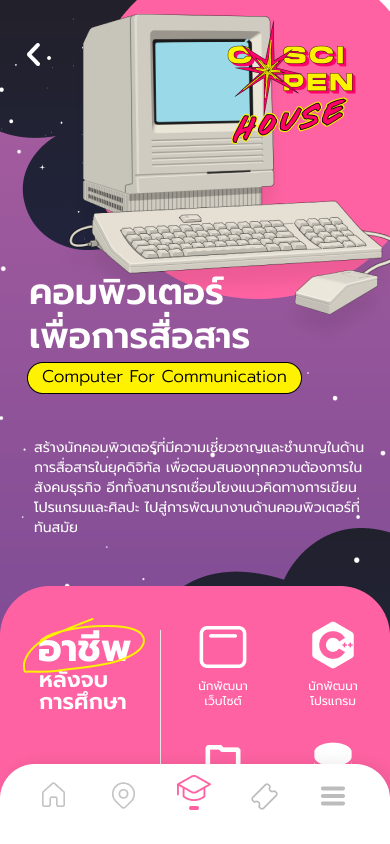 COSCI
OPEN
HOUSE
คอมพิวเตอร์
เพื่อการสื่อสาร
Computer For Communication
สร้างนักคอมพิวเตอร์ที่มีความเชี่ยวชาญและชำนาญในด้าน
การสื่อสารในยุคดิจิทัล เพื่อตอบสนองทุกความต้องการใน
สังคมธุรกิจ อีกทั้งสามารถเชื่อมโยงแนวคิดทางการเขียน
โปรแกรมและศิลปะ ไปสู่การพัฒนางานด้านคอมพิวเตอร์ที่
ทันสมัย
อาชีพ
หลังจบ
การศึกษา
นักพัฒนา
เว็บไซต์
C++
นักพัฒนา
โปรแกรม